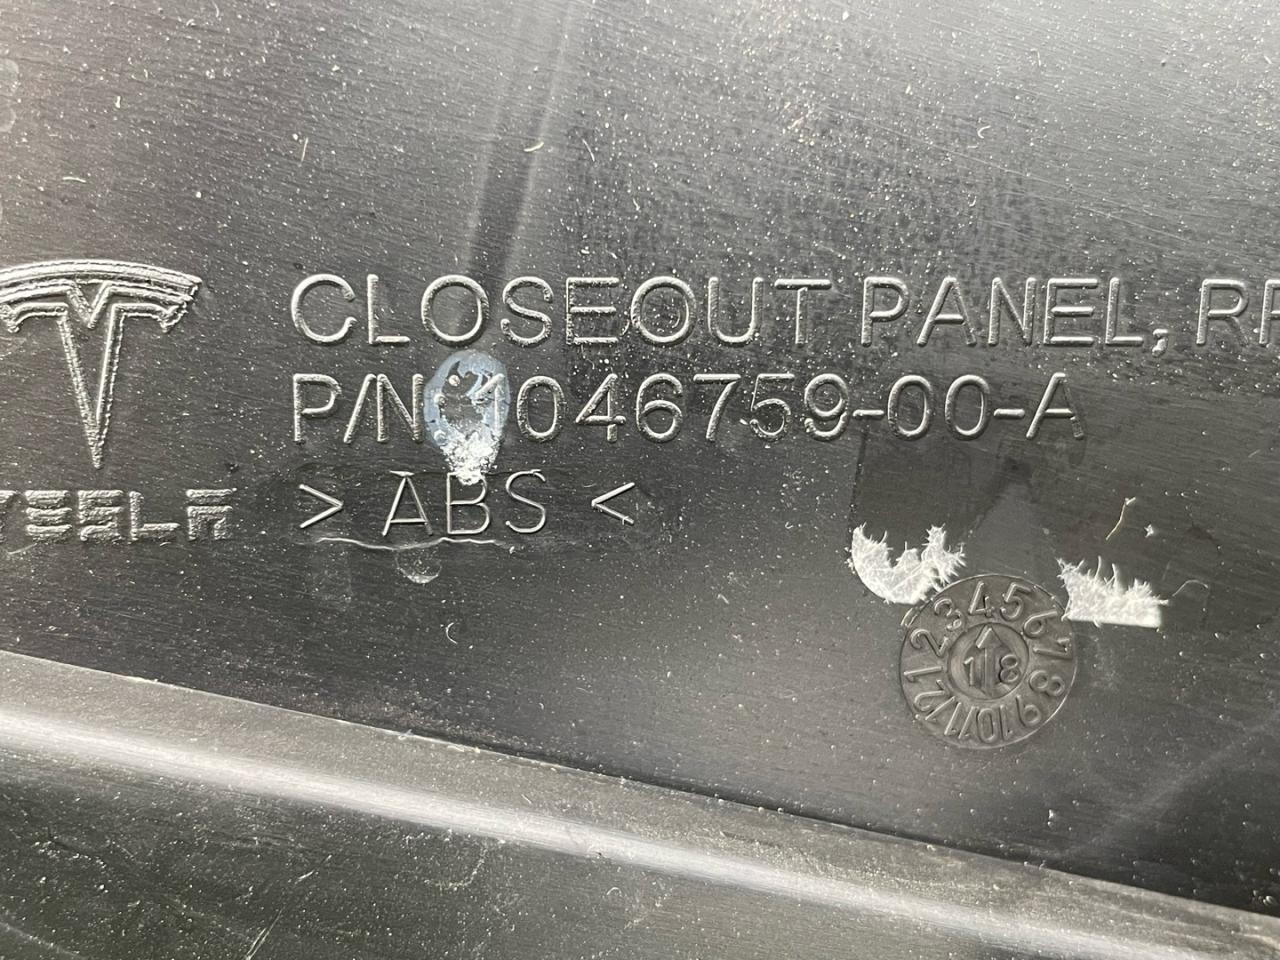 CLOSEOUT PANEL, RR
P/N 1046759-00-A
TESLA
> ABS <
1 2 3 4 5 6 7 8 9 10 11 12
18